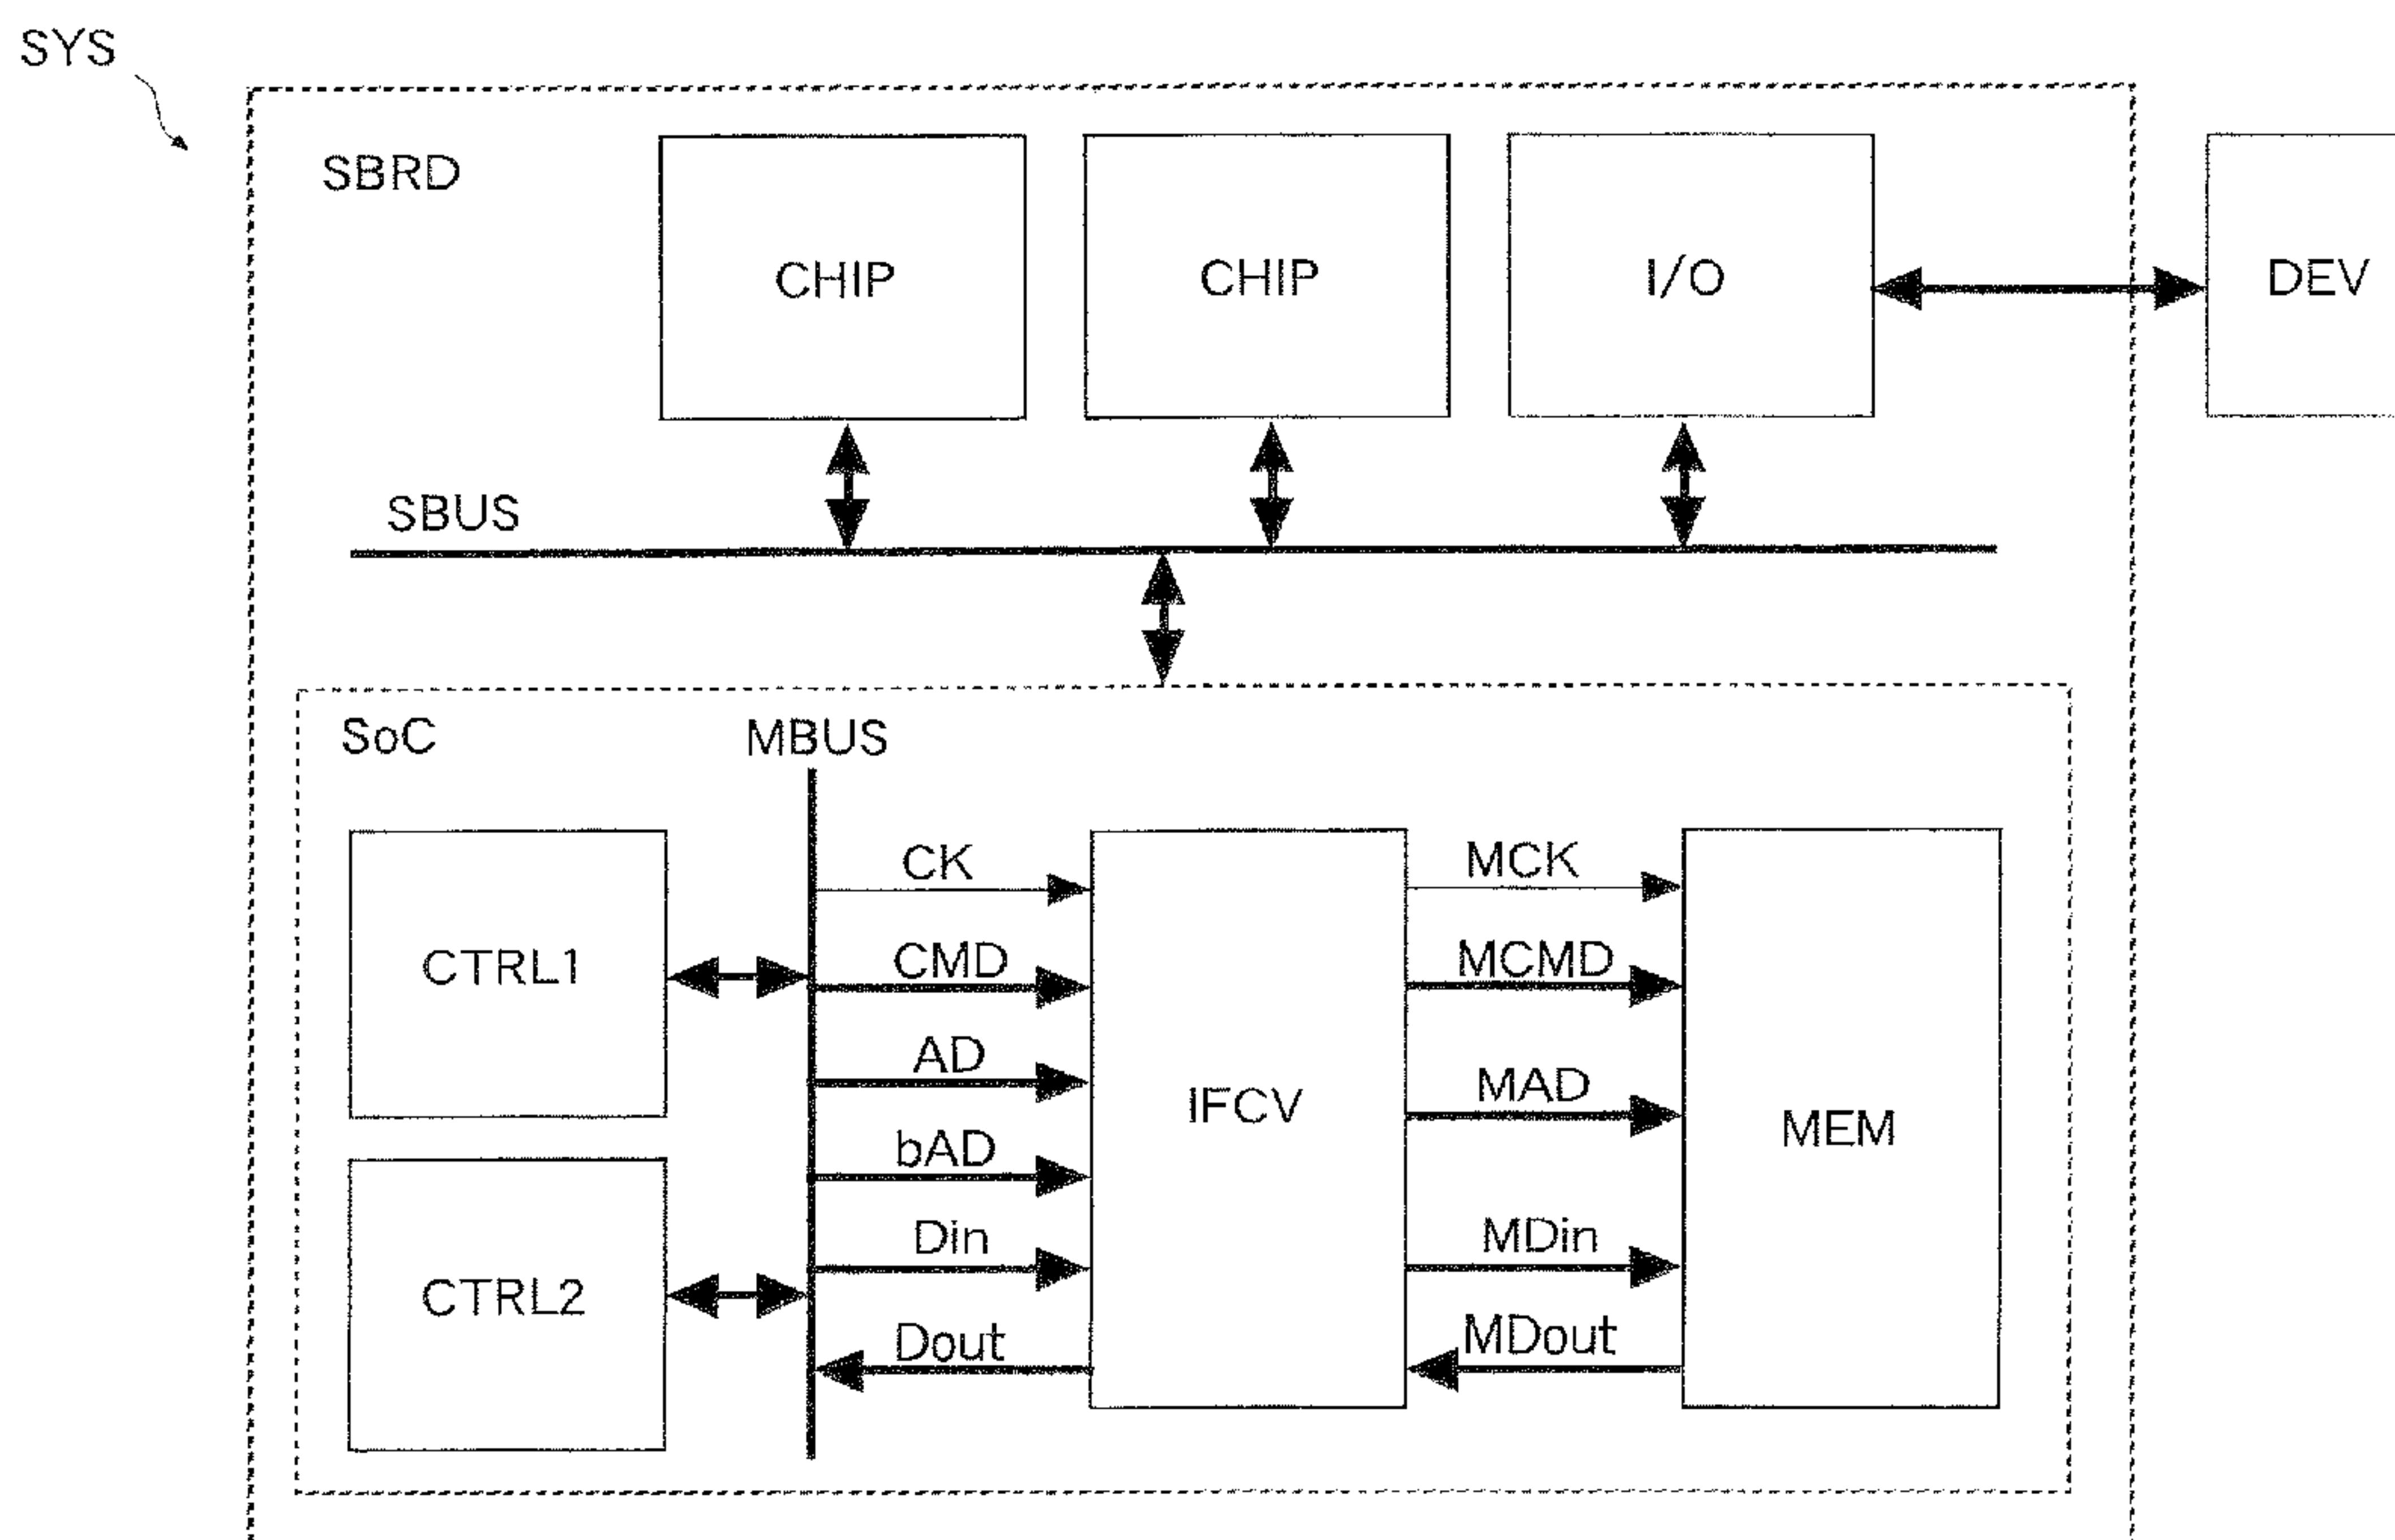 SYS
SBRD
CHIP
CHIP
I/O
DEV
SBUS
SoC
MBUS
CTRL1
CTRL2
CK
CMD
AD
bAD
Din
Dout
IFCV
MCK
MCMD
MAD
MDin
MDout
MEM